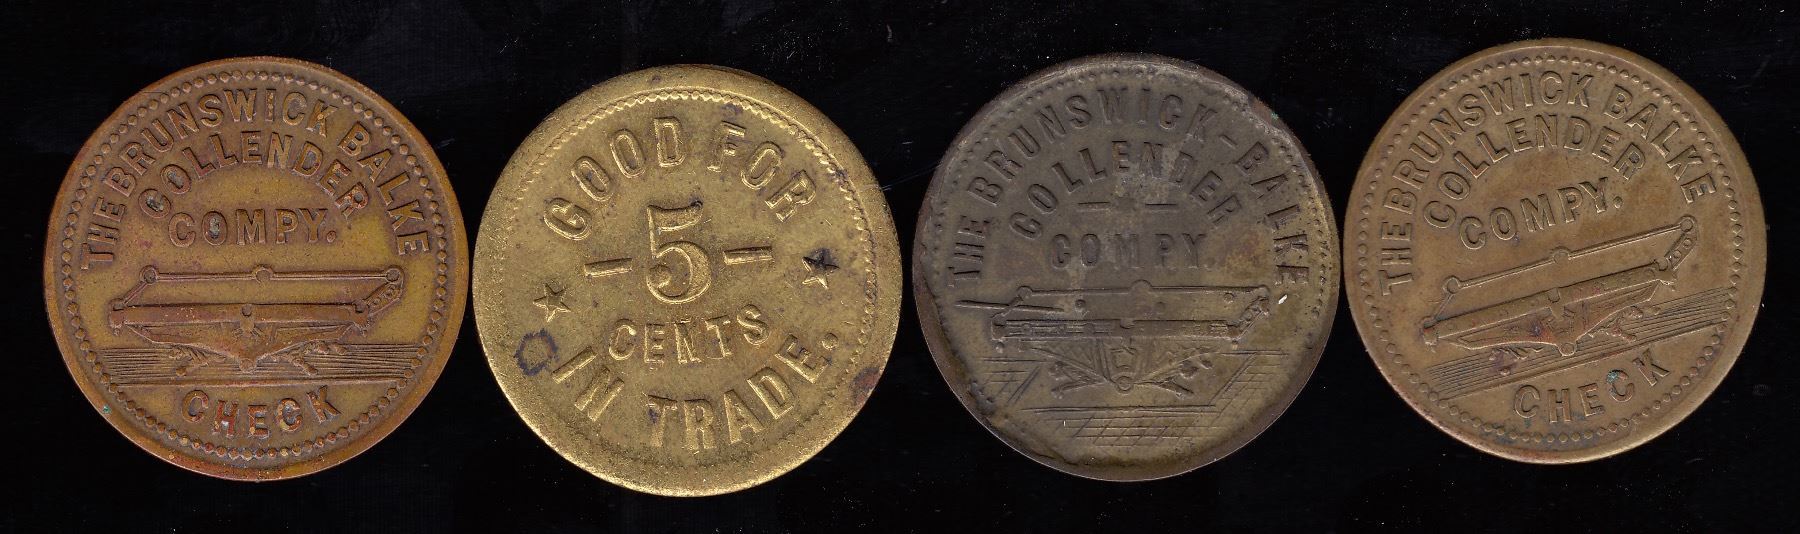 THE BRUNSWICK BALKE
COLLENDER
COMPY.
CHECK
GOOD FOR
- 5 -
CENTS
IN TRADE.
THE BRUNSWICK-BALKE
COLLENDER
COMPY.
THE BRUNSWICK BALKE
COLLENDER
COMPY.
CHECK